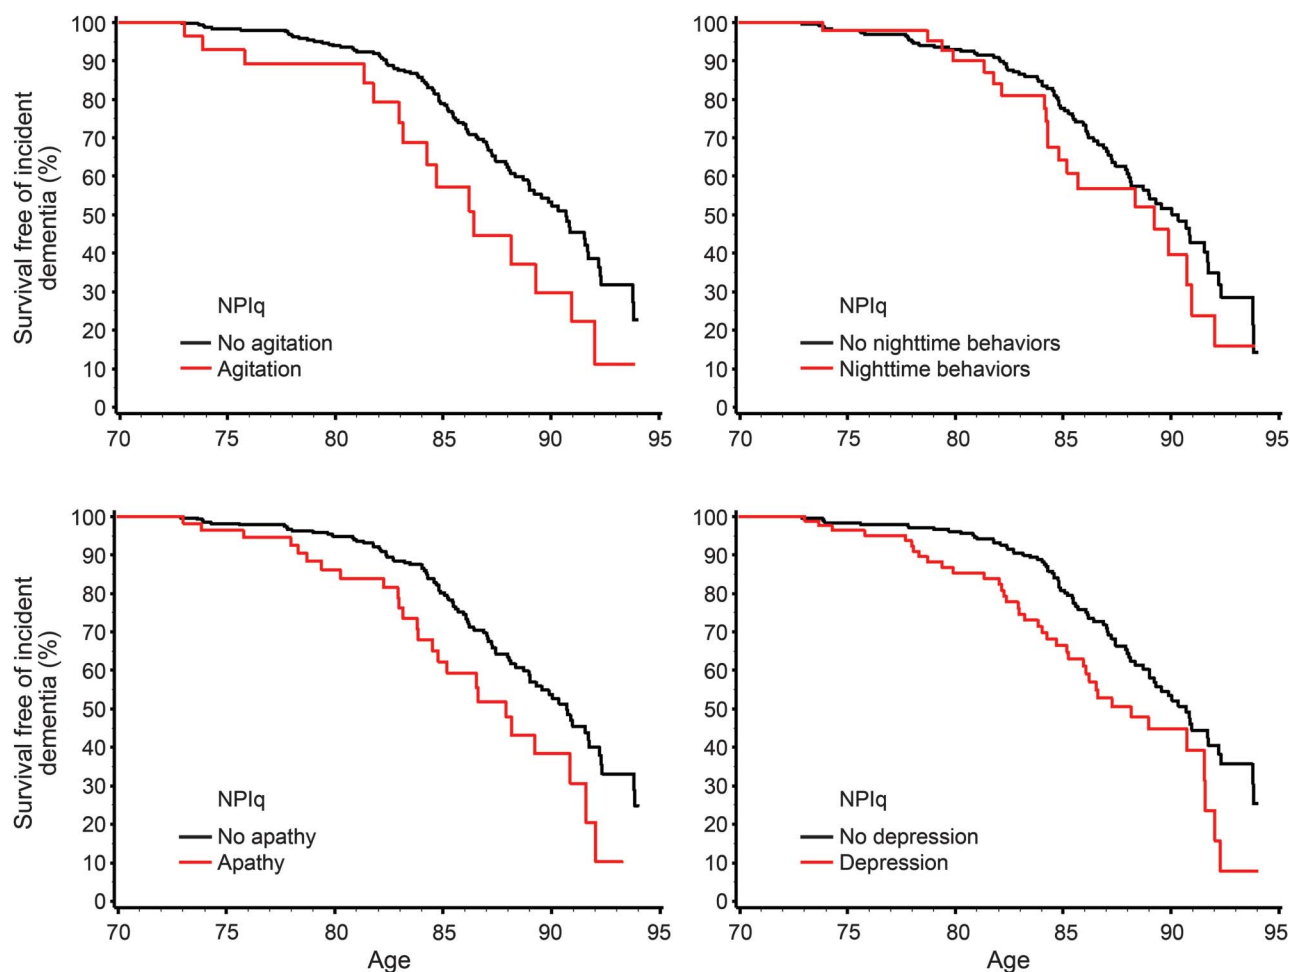 Survival free of incident
dementia (%)
100
90
80
70
60
50
40
30
20
10
0
NPIq
No agitation
Agitation
70 75 80 85 90 95
100
90
80
70
60
50
40
30
20
10
0
NPIq
No nighttime behaviors
Nighttime behaviors
70 75 80 85 90 95
Survival free of incident
dementia (%)
100
90
80
70
60
50
40
30
20
10
0
NPIq
No apathy
Apathy
70 75 80 85 90 95
Age
100
90
80
70
60
50
40
30
20
10
0
NPIq
No depression
Depression
70 75 80 85 90 95
Age